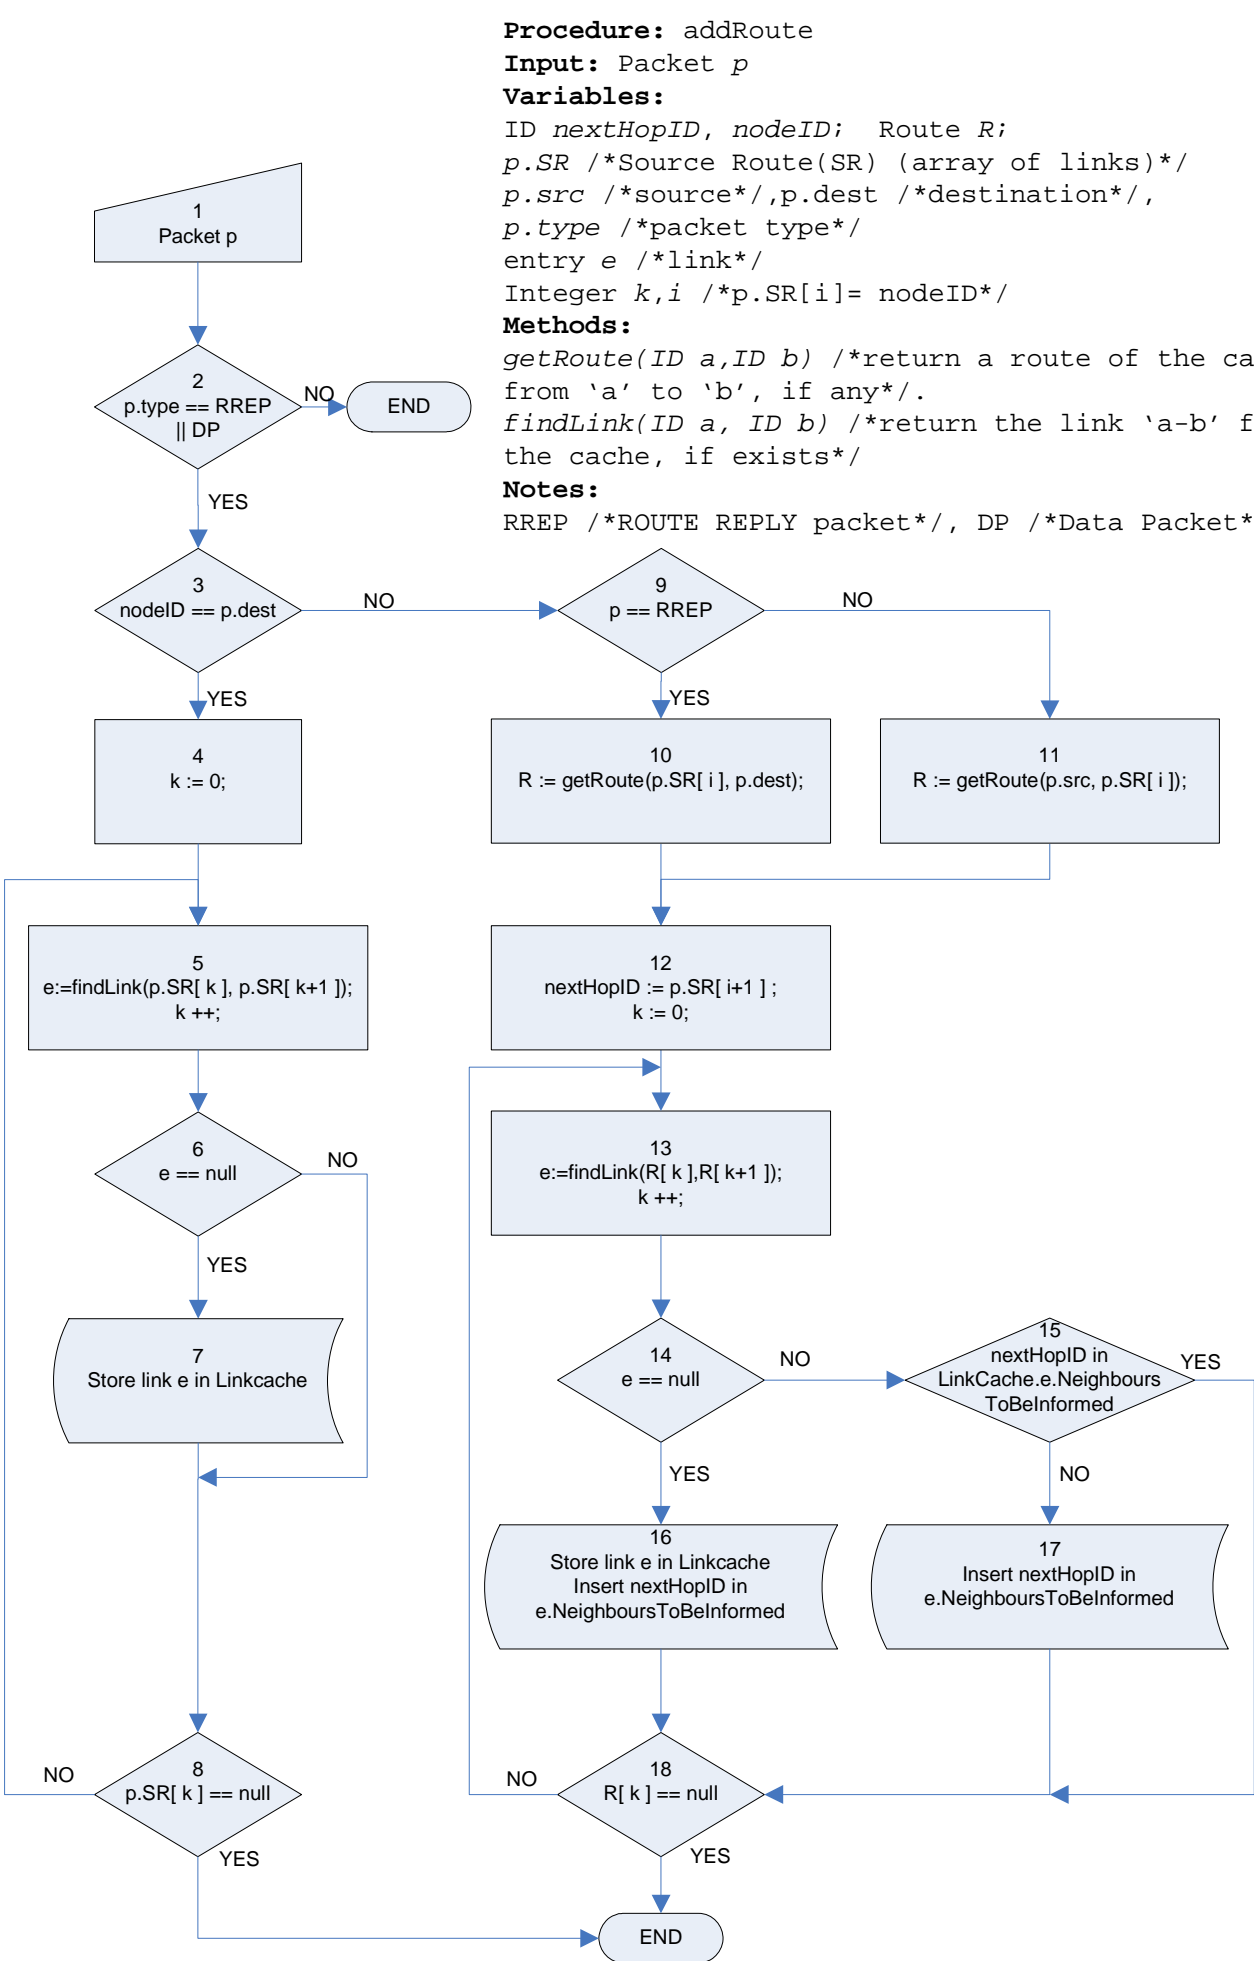 Procedure: addRoute
Input: Packet p
Variables:
ID nextHopID, nodeID; Route R;
p.SR /*Source Route(SR) (array of links)*/
p.src /*source*/,p.dest /*destination*/,
p.type /*packet type*/
entry e /*link*/
Integer k,i /*p.SR[i]= nodeID*/
Methods:
getRoute(ID a,ID b) /*return a route of the ca
from ‘a’ to ‘b’, if any*/.
findLink(ID a, ID b) /*return the link ‘a-b’ f
the cache, if exists*/
Notes:
RREP /*ROUTE REPLY packet*/, DP /*Data Packet*
1
Packet p
2
p.type == RREP
|| DP
NO
END
YES
3
nodeID == p.dest
NO
9
p == RREP
NO
YES
YES
4
k := 0;
10
R := getRoute(p.SR[ i ], p.dest);
11
R := getRoute(p.src, p.SR[ i ]);
5
e:=findLink(p.SR[ k ], p.SR[ k+1 ]);
k ++;
12
nextHopID := p.SR[ i+1 ] ;
k := 0;
6
e == null
NO
YES
13
e:=findLink(R[ k ],R[ k+1 ]);
k ++;
7
Store link e in Linkcache
14
e == null
NO
YES
15
nextHopID in
LinkCache.e.Neighbours
ToBeInformed
YES
NO
16
Store link e in Linkcache
Insert nextHopID in
e.NeighboursToBeInformed
17
Insert nextHopID in
e.NeighboursToBeInformed
8
p.SR[ k ] == null
NO
YES
18
R[ k ] == null
NO
YES
END